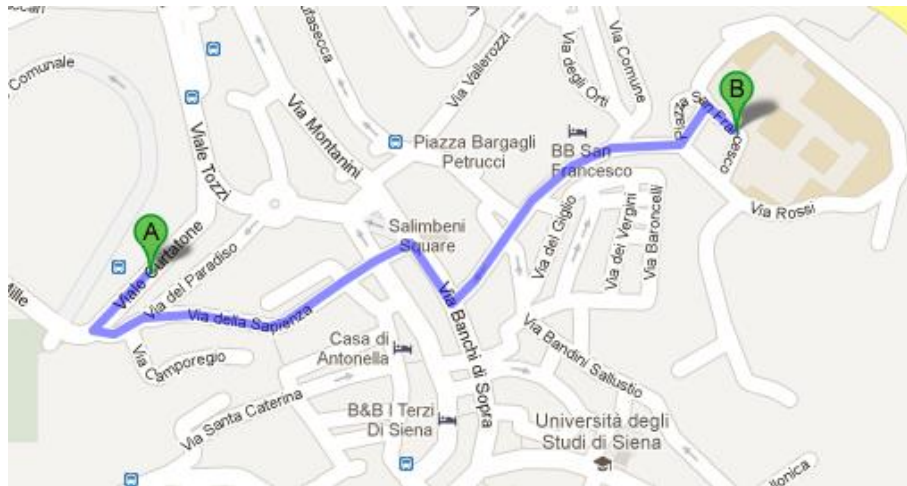 Comunale
Viale Tozzi
Via Montanini
Via Vallerozzi
Via degli Orti
Via Comune
B
Piazza
San Francesco
Piazza Bargagli
Petrucci
BB San
Francesco
A
Viale Curtatone
Via del Paradiso
Salimbeni
Square
Via del Giglio
Via dei Vergini
Via Baroncelli
Via Rossi
Via della Sapienza
Via Banchi di Sopra
Via Camporegio
Casa di
Antonella
Via Bandini Sallustio
Via Santa Caterina
B&B I Terzi
Di Siena
Università degli
Studi di Siena